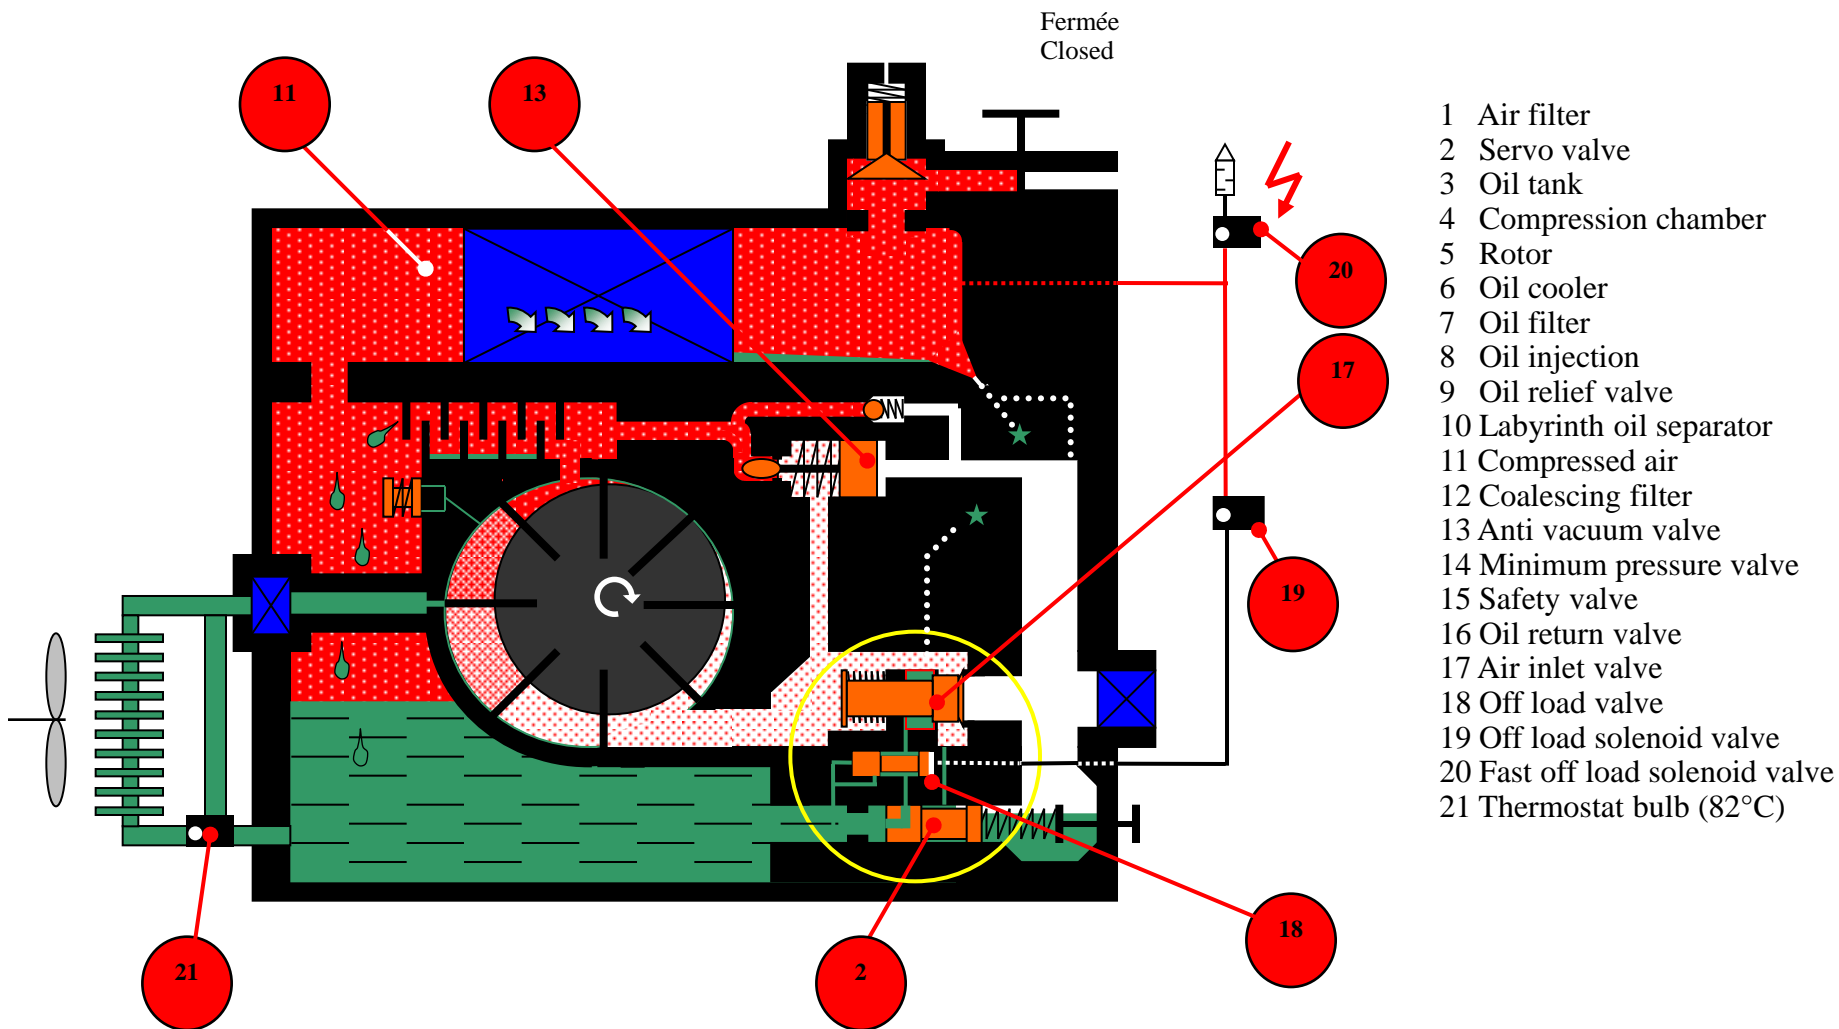 Fermée
Closed
11
13
20
17
19
18
2
21
1 Air filter
2 Servo valve
3 Oil tank
4 Compression chamber
5 Rotor
6 Oil cooler
7 Oil filter
8 Oil injection
9 Oil relief valve
10 Labyrinth oil separator
11 Compressed air
12 Coalescing filter
13 Anti vacuum valve
14 Minimum pressure valve
15 Safety valve
16 Oil return valve
17 Air inlet valve
18 Off load valve
19 Off load solenoid valve
20 Fast off load solenoid valve
21 Thermostat bulb (82°C)